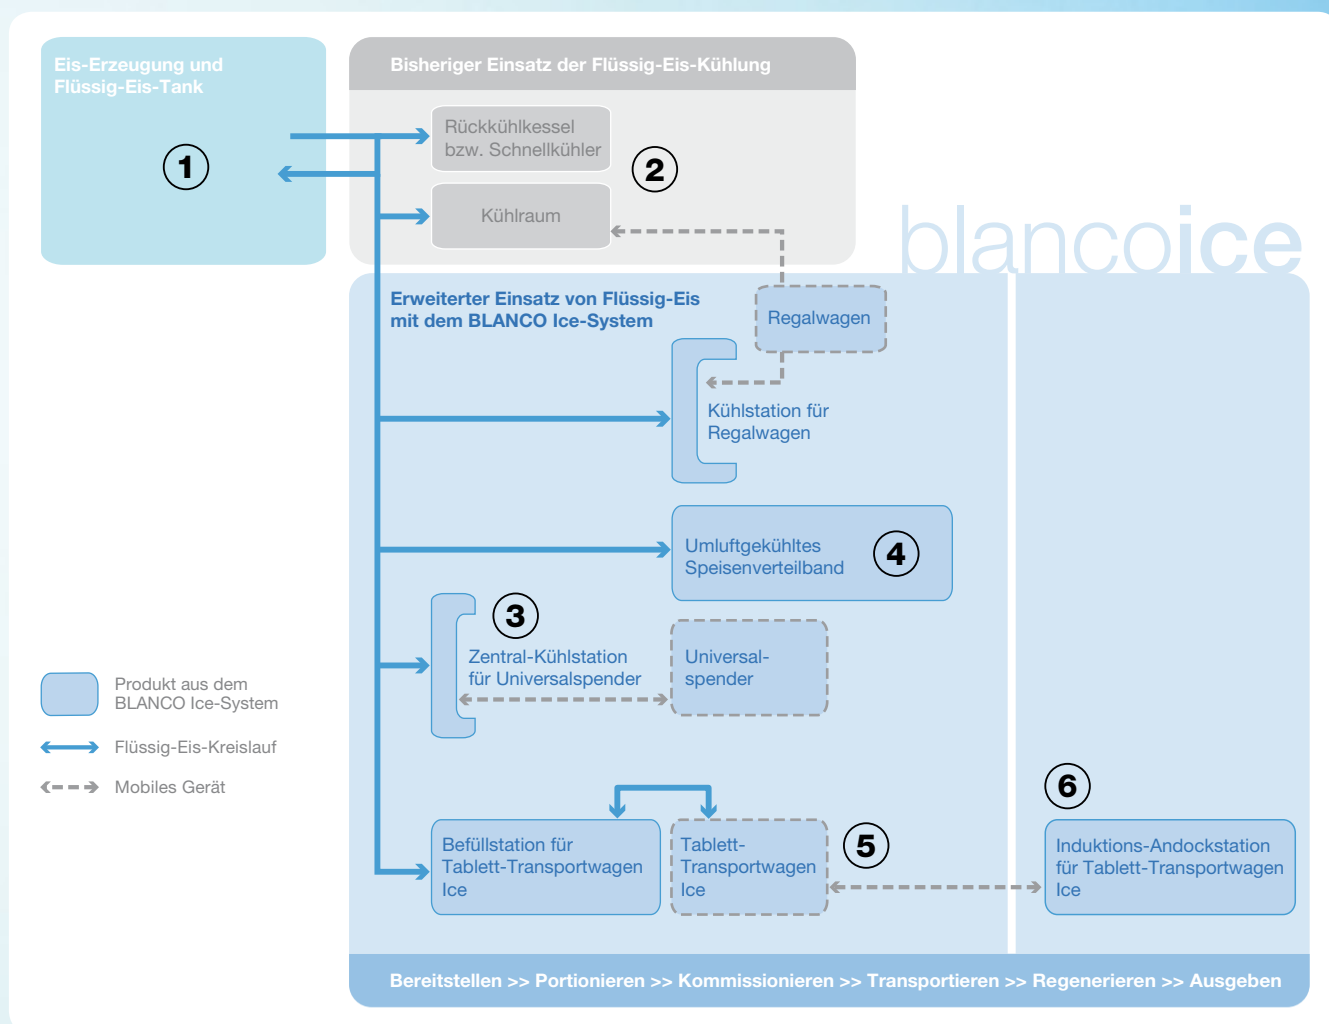 Eis-Erzeugung und
Flüssig-Eis-Tank
1
Bisheriger Einsatz der Flüssig-Eis-Kühlung
Rückkühlkessel
bzw. Schnellkühler
2
Kühlraum
blancoice
Erweiterter Einsatz von Flüssig-Eis
mit dem BLANCO Ice-System
Regalwagen
Kühlstation für
Regalwagen
Umluftgekühltes
Speisenverteilband
4
3
Zentral-Kühlstation
für Universalspender
Universal-
spender
Produkt aus dem
BLANCO Ice-System
Flüssig-Eis-Kreislauf
Mobiles Gerät
Befüllstation für
Tablett-Transportwagen
Ice
Tablett-
Transportwagen
Ice
5
6
Induktions-Andockstation
für Tablett-Transportwagen
Ice
Bereitstellen >> Portionieren >> Kommissionieren >> Transportieren >> Regenerieren >> Ausgeben